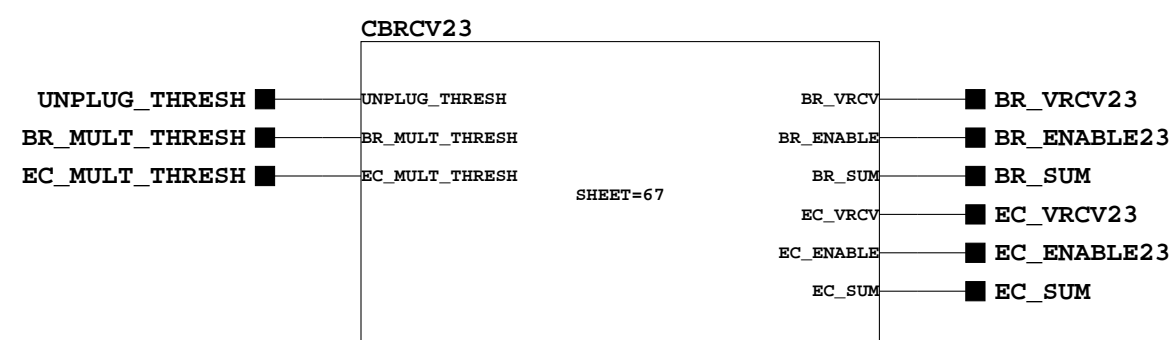 CBRCV23
UNPLUG_THRESH UNPLUG_THRESH BR_VRCV BR_VRCV23
BR_MULT_THRESH BR_MULT_THRESH BR_ENABLE BR_ENABLE23
EC_MULT_THRESH EC_MULT_THRESH BR_SUM BR_SUM
SHEET=67
EC_VRCV EC_VRCV23
EC_ENABLE EC_ENABLE23
EC_SUM EC_SUM